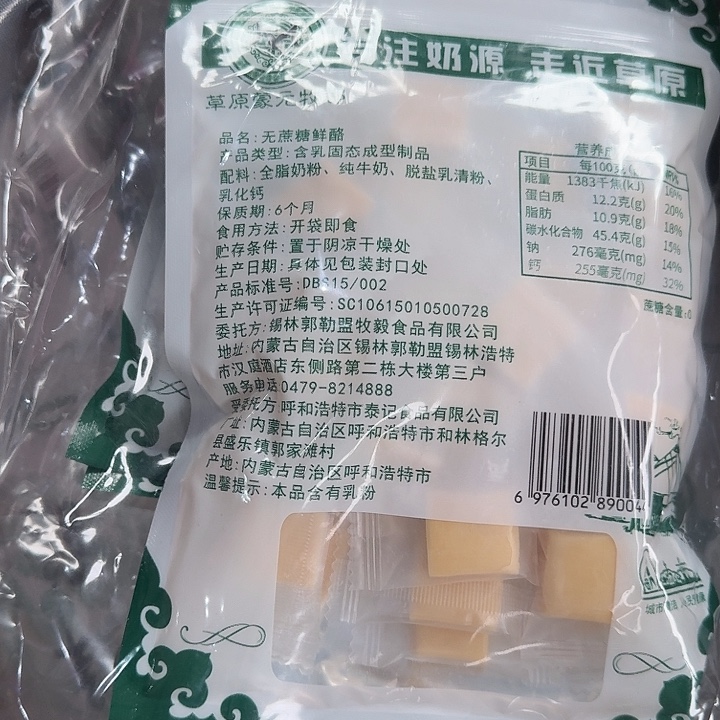 注奶源 走近草原
草原蒙元牧
品名:无蔗糖鲜酪
产品类型:含乳固态成型制品
配料:全脂奶粉、纯牛奶、脱盐乳清粉、
乳化钙
保质期:6个月
食用方法:开袋即食
贮存条件:置于阴凉干燥处
生产日期:具体见包装封口处
产品标准号:DBS15/002
生产许可证编号:SC10615010500728
委托方:锡林郭勒盟牧毅食品有限公司
地址:内蒙古自治区锡林郭勒盟锡林浩特
市汉庭酒店东侧路第二栋大楼第三户
服务电话0479-8214888
受委托方:呼和浩特市泰记食品有限公司
址:内蒙古自治区呼和浩特市和林格尔
县盛乐镇郭家滩村
产地:内蒙古自治区呼和浩特市
温馨提示:本品含有乳粉
营养成
项目 每100克
能量 1383千焦(kJ) 16%
蛋白质 12.2克(g) 20%
脂肪 10.9克(g) 18%
碳水化合物 45.4克(g) 15%
钠 276毫克(mg) 14%
钙 255毫克(mg) 32%
蔗糖含量:0
6 976102 89004